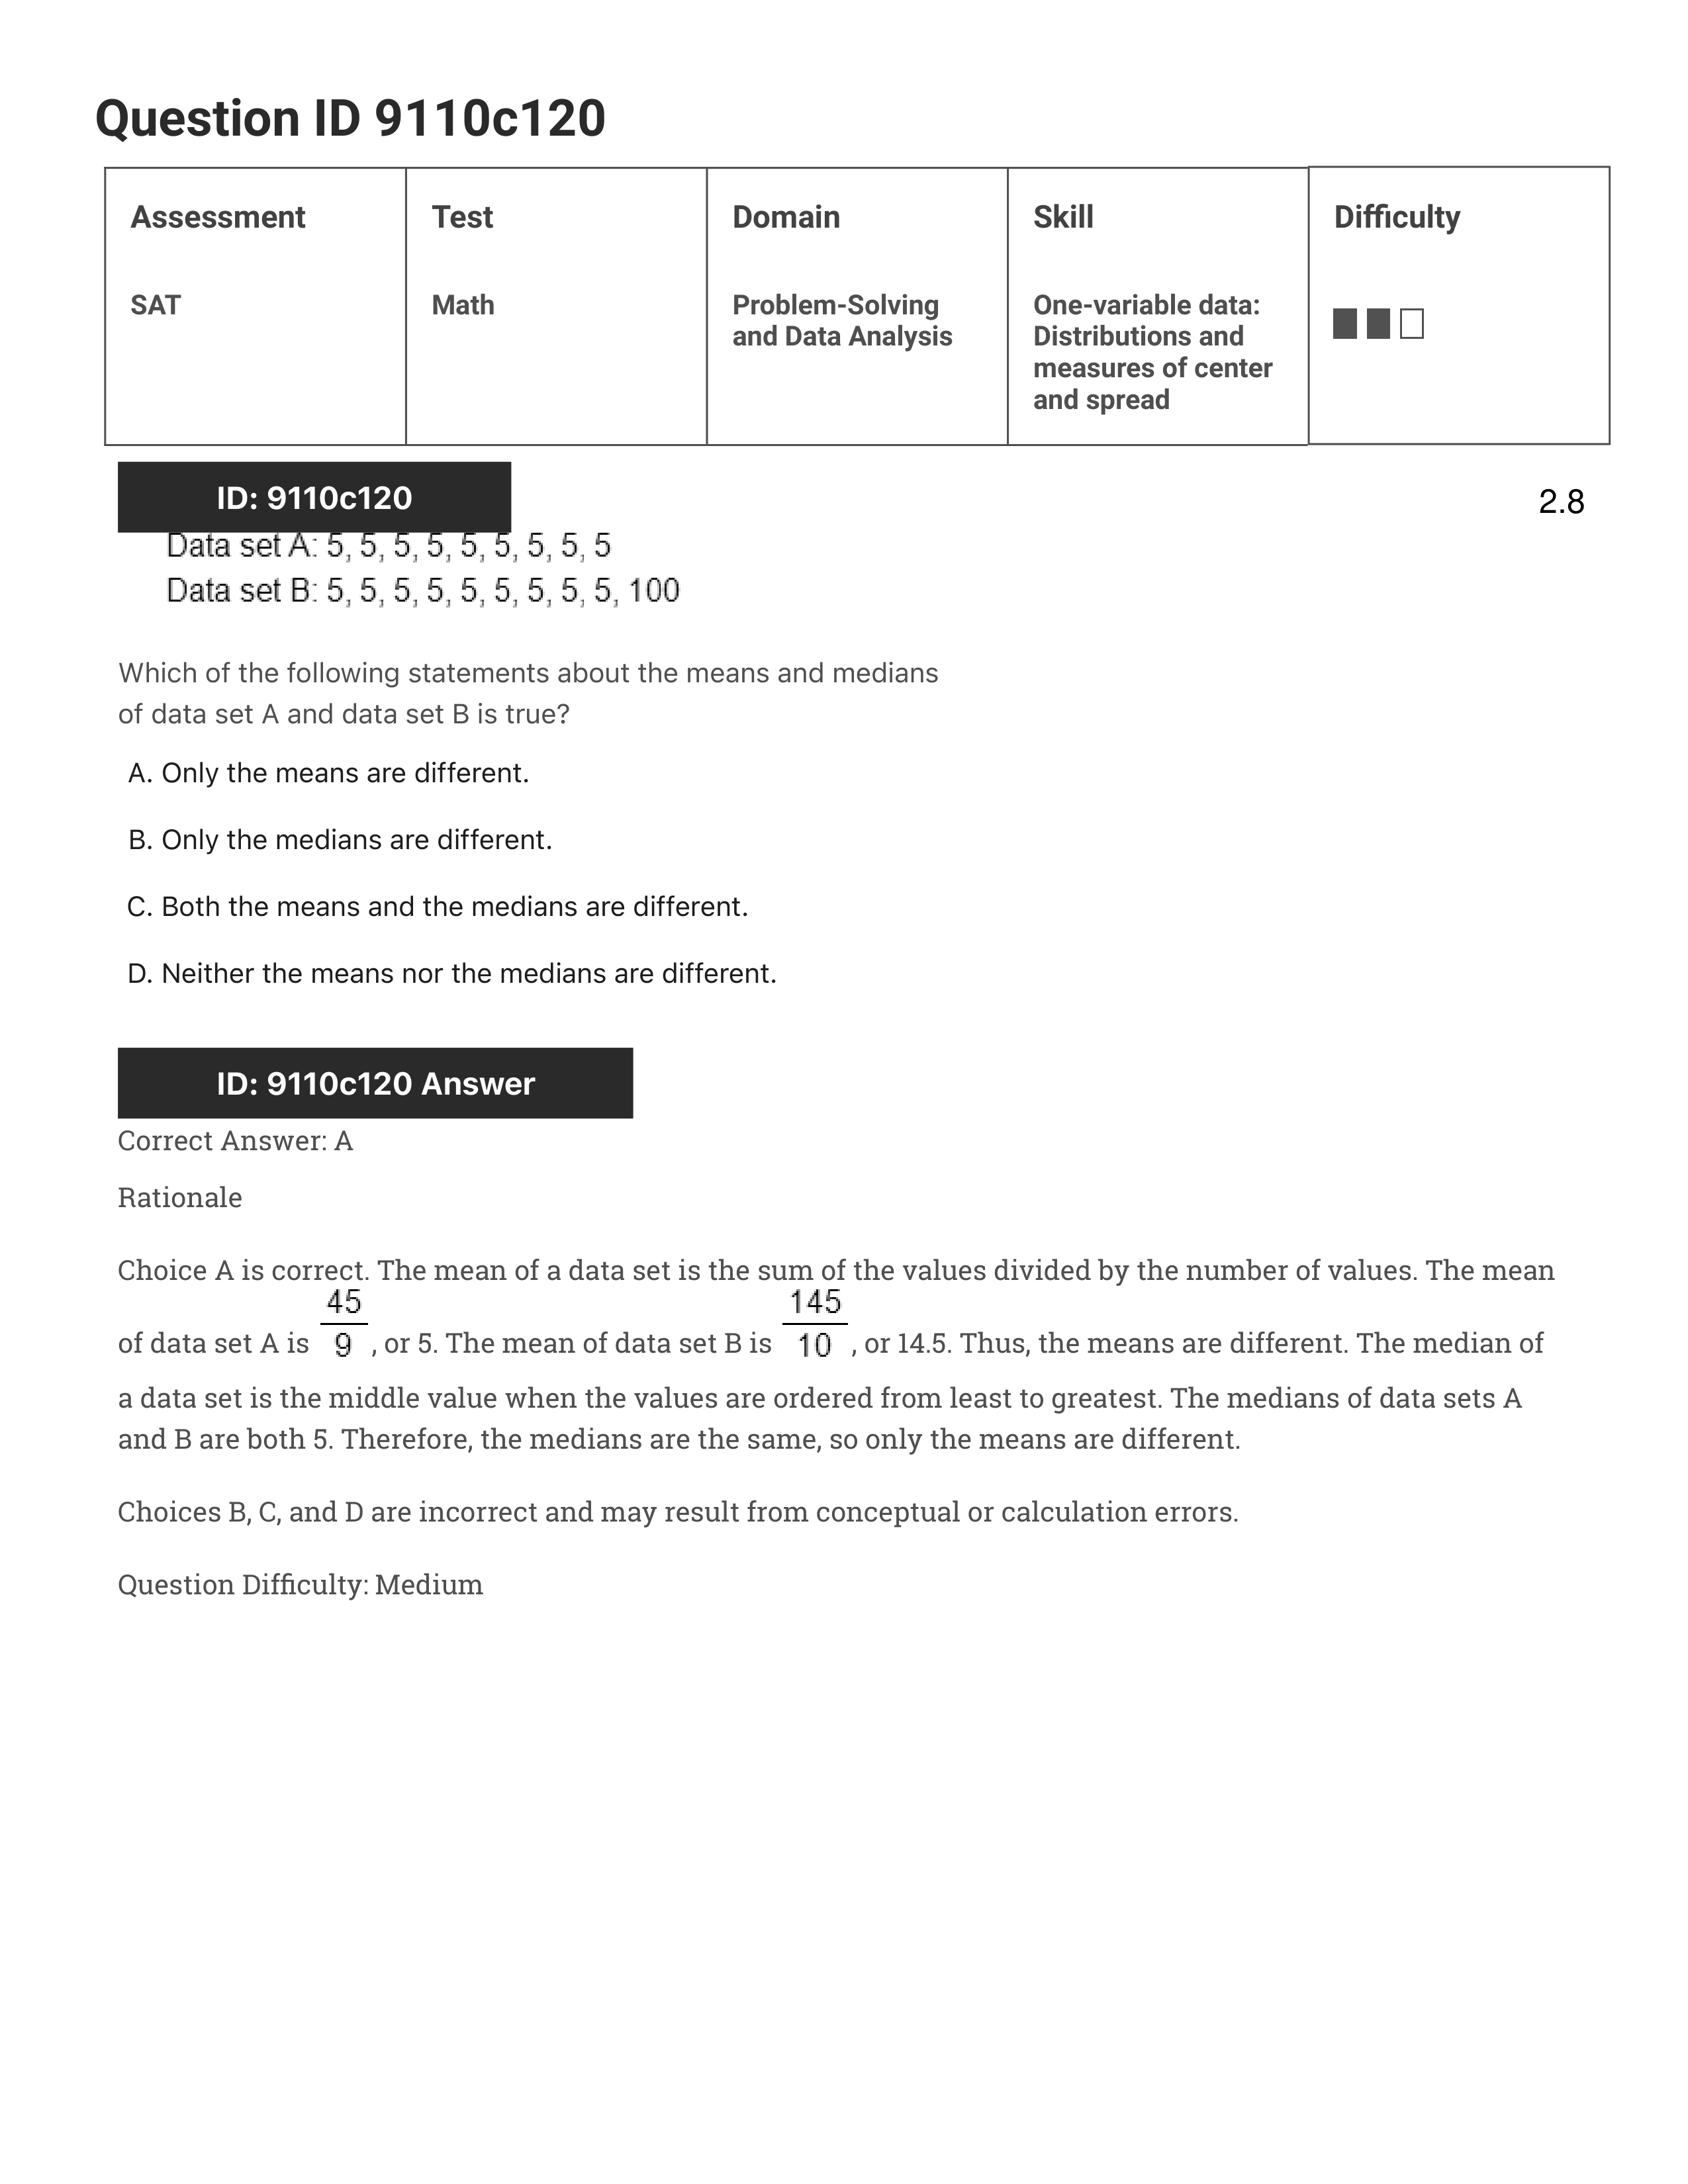 Question ID 9110c120
Assessment
Test
Domain
Skill
Difficulty
SAT
Math
Problem-Solving
and Data Analysis
One-variable data:
Distributions and
measures of center
and spread
ID: 9110c120
2.8
Data set A: 5, 5, 5, 5, 5, 5, 5, 5, 5
Data set B: 5, 5, 5, 5, 5, 5, 5, 5, 5, 100
Which of the following statements about the means and medians
of data set A and data set B is true?
A. Only the means are different.
B. Only the medians are different.
C. Both the means and the medians are different.
D. Neither the means nor the medians are different.
ID: 9110c120 Answer
Correct Answer: A
Rationale
Choice A is correct. The mean of a data set is the sum of the values divided by the number of values. The mean
of data set A is 45/9 , or 5. The mean of data set B is 145/10 , or 14.5. Thus, the means are different. The median of
a data set is the middle value when the values are ordered from least to greatest. The medians of data sets A
and B are both 5. Therefore, the medians are the same, so only the means are different.
Choices B, C, and D are incorrect and may result from conceptual or calculation errors.
Question Difficulty: Medium